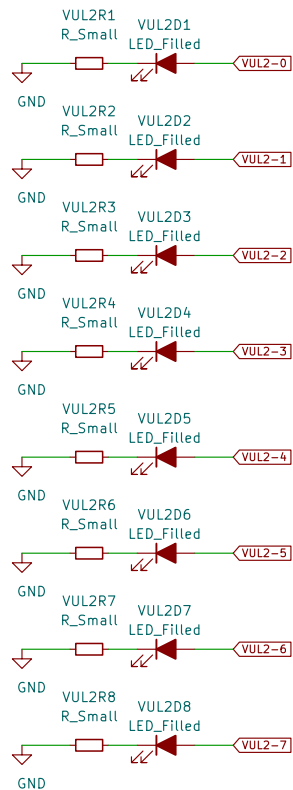 VUL2R1
R_Small
VUL2D1
LED_Filled
VUL2-0
GND
VUL2R2
R_Small
VUL2D2
LED_Filled
VUL2-1
GND
VUL2R3
R_Small
VUL2D3
LED_Filled
VUL2-2
GND
VUL2R4
R_Small
VUL2D4
LED_Filled
VUL2-3
GND
VUL2R5
R_Small
VUL2D5
LED_Filled
VUL2-4
GND
VUL2R6
R_Small
VUL2D6
LED_Filled
VUL2-5
GND
VUL2R7
R_Small
VUL2D7
LED_Filled
VUL2-6
GND
VUL2R8
R_Small
VUL2D8
LED_Filled
VUL2-7
GND